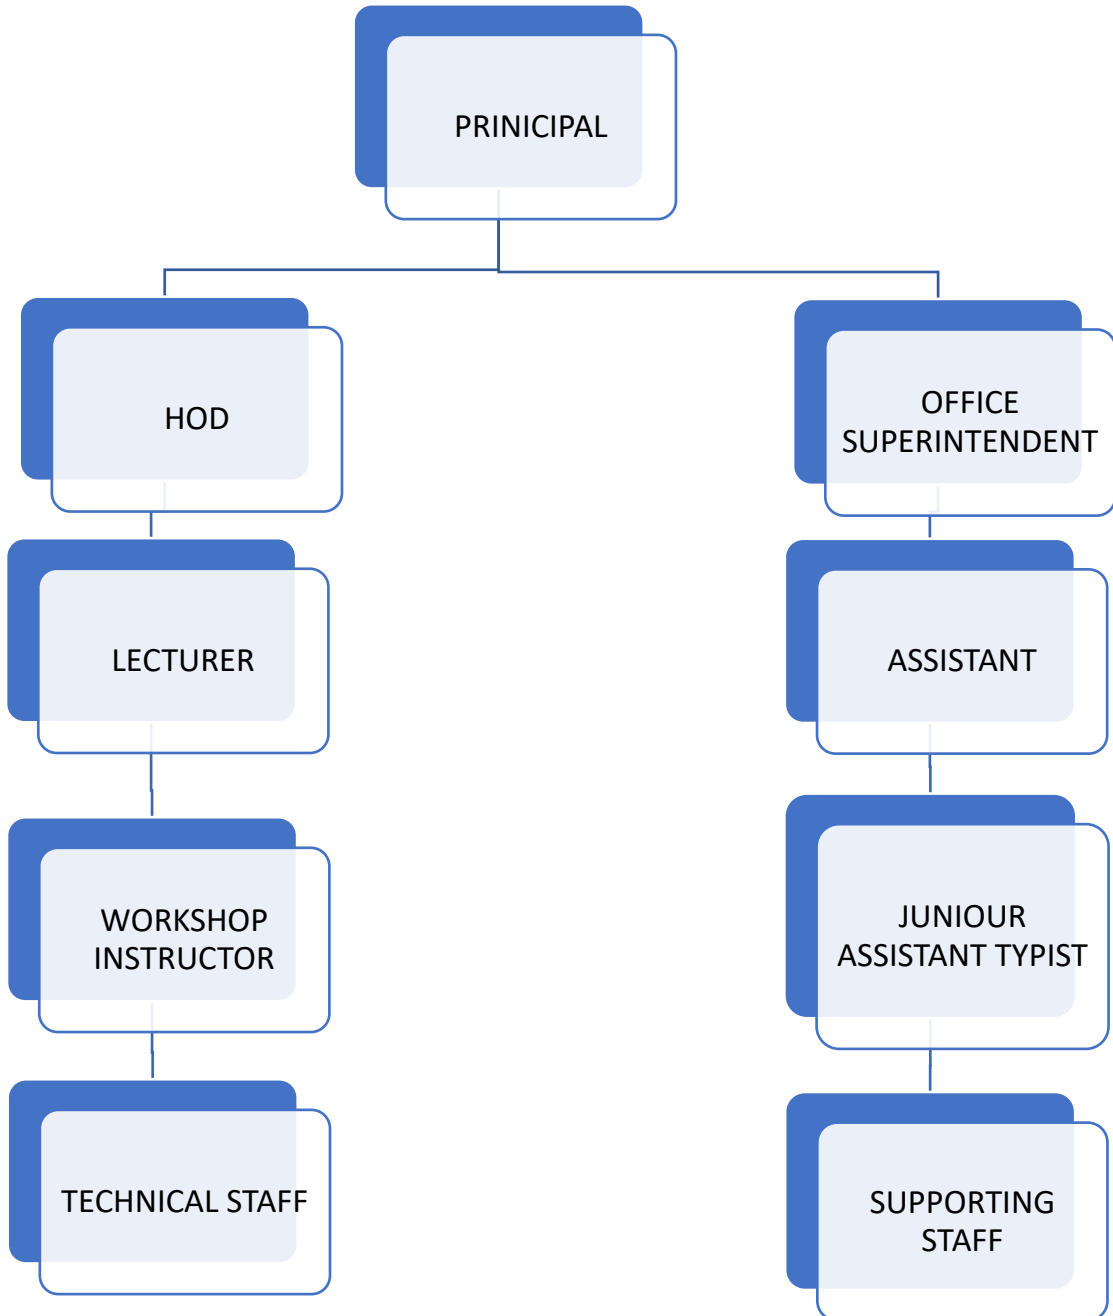 PRINICIPAL
HOD
OFFICE
SUPERINTENDENT
LECTURER
ASSISTANT
WORKSHOP
INSTRUCTOR
JUNIOUR
ASSISTANT TYPIST
TECHNICAL STAFF
SUPPORTING
STAFF